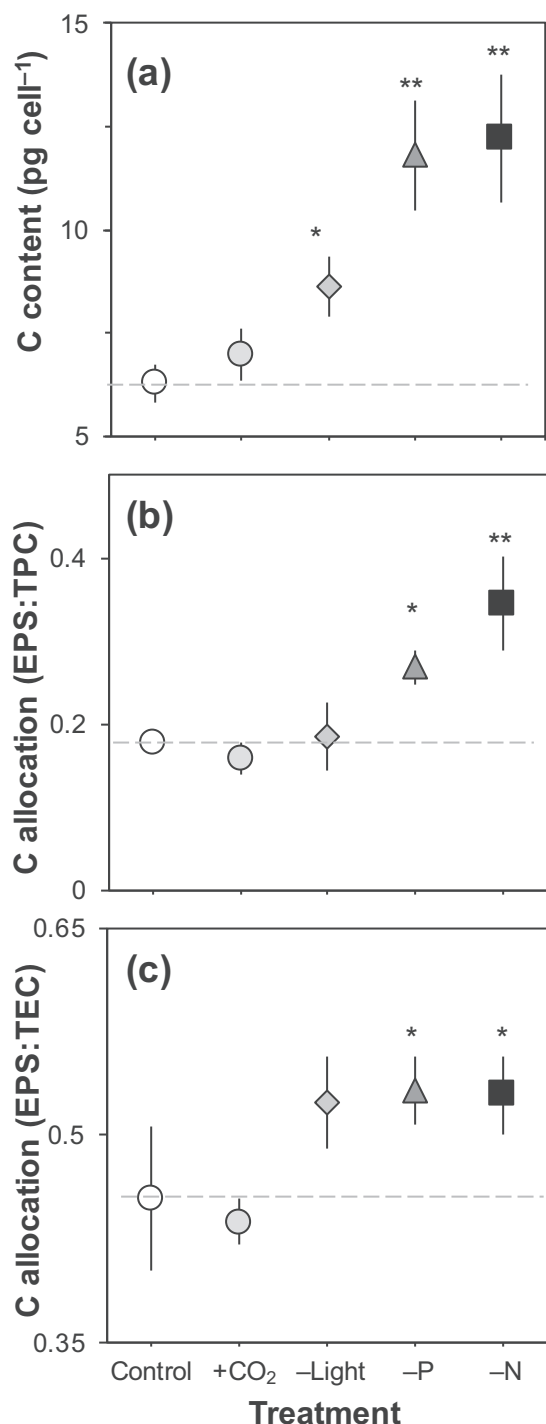 15
(a)
**
**
C content (pg cell⁻¹)
10
*
5
(b)
**
0.4
*
C allocation (EPS:TPC)
0.2
0
0.65
(c)
*
*
C allocation (EPS:TEC)
0.5
0.35
Control +CO₂ –Light –P –N
Treatment